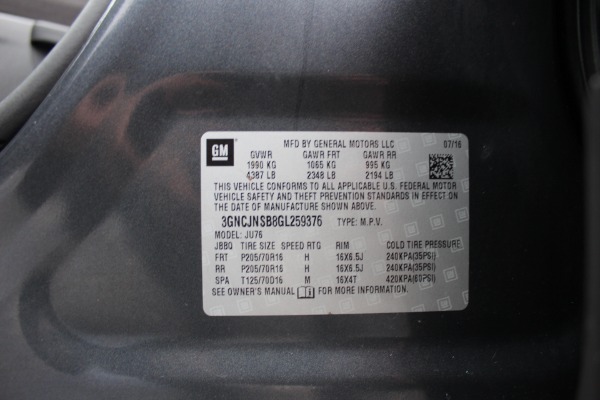 GM
MFD BY GENERAL MOTORS LLC 07/16
GVWR GAWR FRT GAWR RR
1990 KG 1065 KG 995 KG
4387 LB 2348 LB 2194 LB
THIS VEHICLE CONFORMS TO ALL APPLICABLE U.S. FEDERAL MOTOR
VEHICLE SAFETY AND THEFT PREVENTION STANDARDS IN EFFECT ON
THE DATE OF MANUFACTURE SHOWN ABOVE.
3GNCJNSB8GL259376 TYPE: M.P.V.
MODEL: JU76
JBBQ TIRE SIZE SPEED RTG RIM COLD TIRE PRESSURE
FRT P205/70R16 H 16X6.5J 240KPA(35PSI)
RR P205/70R16 H 16X6.5J 240KPA(35PSI)
SPA T125/70D16 M 16X4T 420KPA(60PSI)
SEE OWNER'S MANUAL FOR MORE INFORMATION.